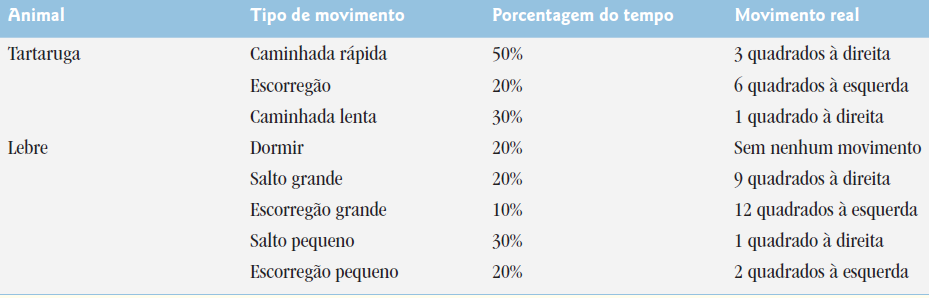 Animal Tipo de movimento Porcentagem do tempo Movimento real
Tartaruga Caminhada rápida 50% 3 quadrados à direita
Escorregão 20% 6 quadrados à esquerda
Caminhada lenta 30% 1 quadrado à direita
Lebre Dormir 20% Sem nenhum movimento
Salto grande 20% 9 quadrados à direita
Escorregão grande 10% 12 quadrados à esquerda
Salto pequeno 30% 1 quadrado à direita
Escorregão pequeno 20% 2 quadrados à esquerda